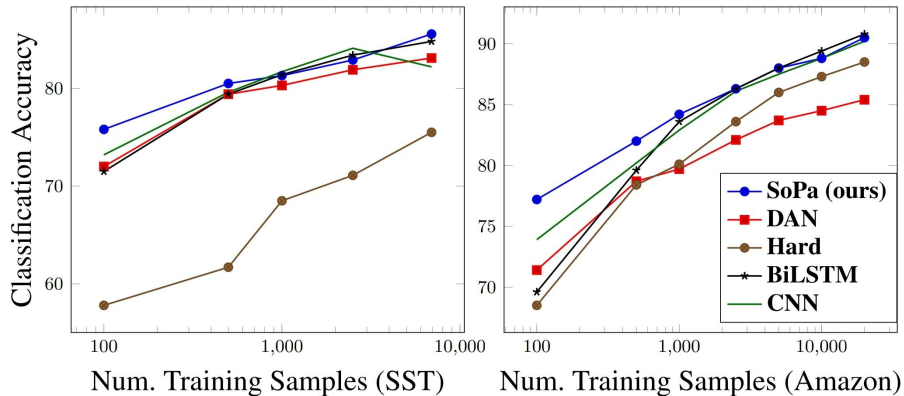 Classification Accuracy
80
70
60
100
1,000
10,000
Num. Training Samples (SST)
90
85
80
75
70
100
1,000
10,000
Num. Training Samples (Amazon)
SoPa (ours)
DAN
Hard
BiLSTM
CNN